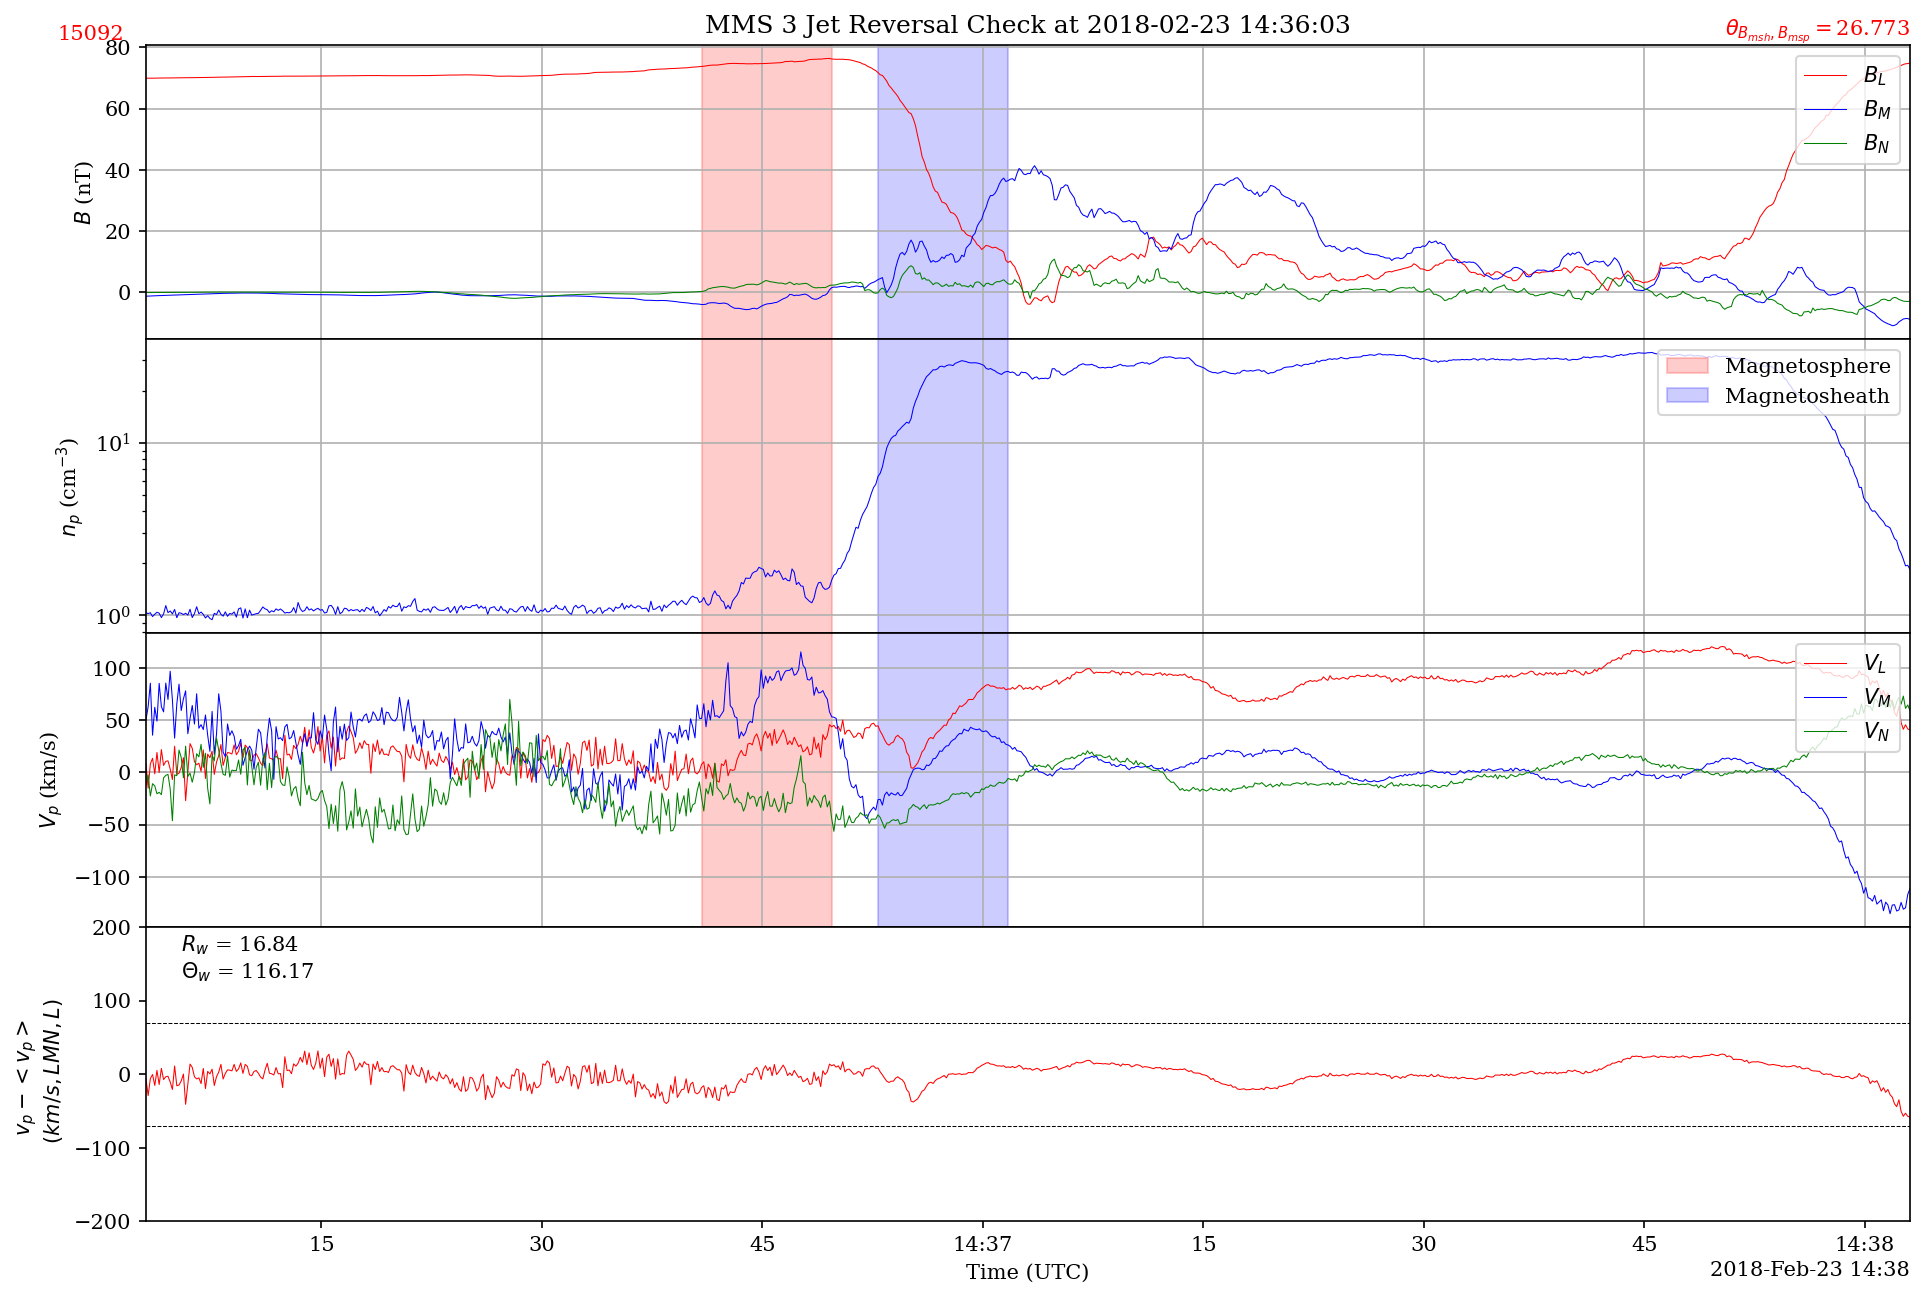 MMS 3 Jet Reversal Check at 2018-02-23 14:36:03
15092
θ_{B_{msh}, B_{msp}} = 26.773
80
60
40
20
0
B (nT)
B_L
B_M
B_N
10^1
10^0
n_p (cm^{−3})
Magnetosphere
Magnetosheath
100
50
0
−50
−100
V_p (km/s)
V_L
V_M
V_N
200
100
0
−100
−200
v_p − < v_p >
(km/s, LMN, L)
R_w = 16.84
Θ_w = 116.17
15 30 45 14:37 15 30 45 14:38
Time (UTC)
2018-Feb-23 14:38